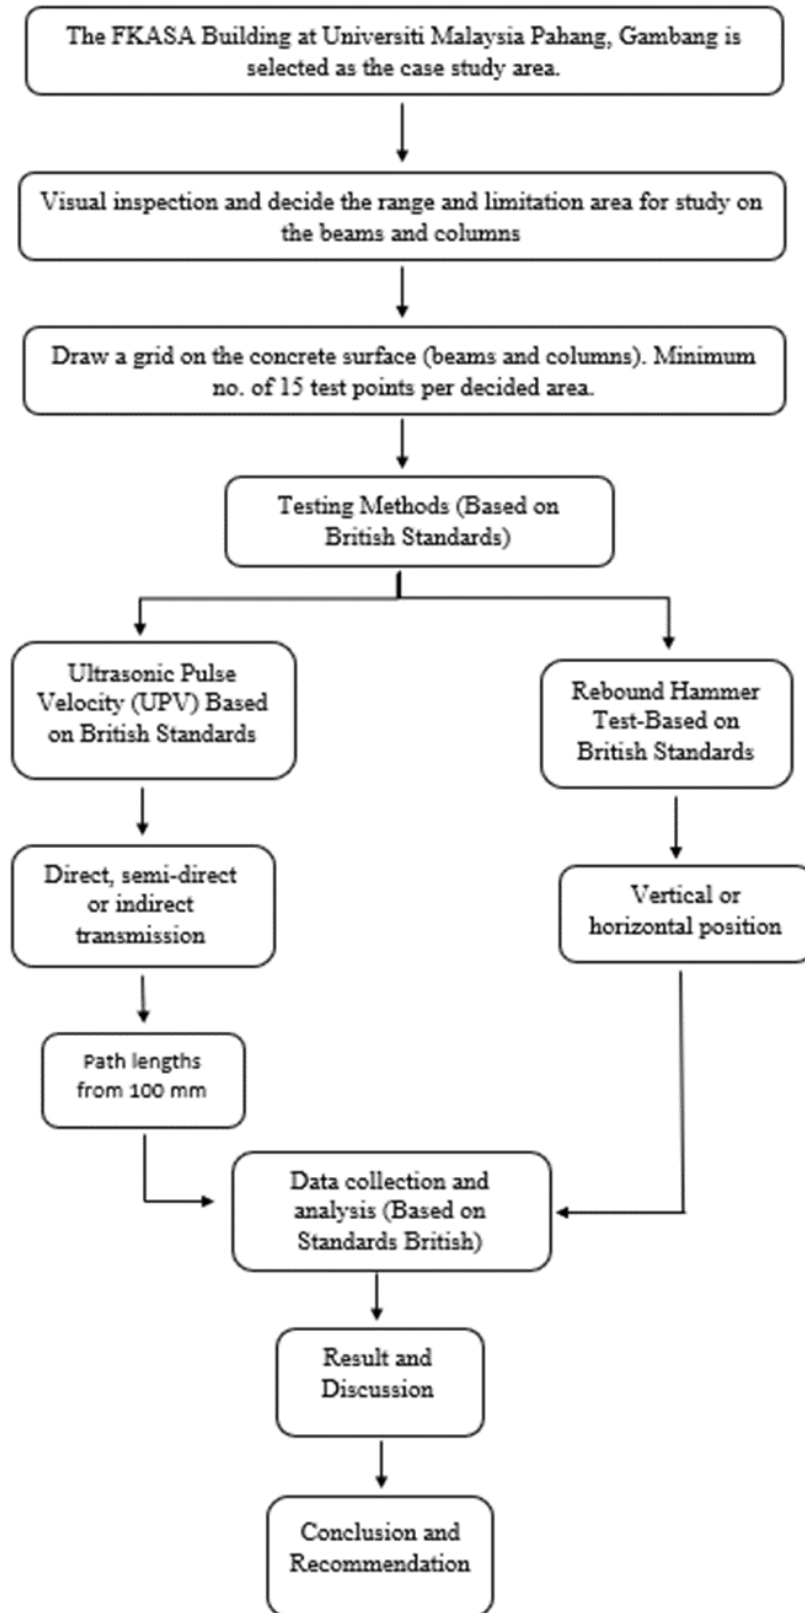 The FKASA Building at Universiti Malaysia Pahang, Gambang is
selected as the case study area.
Visual inspection and decide the range and limitation area for study on
the beams and columns
Draw a grid on the concrete surface (beams and columns). Minimum
no. of 15 test points per decided area.
Testing Methods (Based on
British Standards)
Ultrasonic Pulse
Velocity (UPV) Based
on British Standards
Rebound Hammer
Test-Based on
British Standards
Direct, semi-direct
or indirect
transmission
Vertical or
horizontal position
Path lengths
from 100 mm
Data collection and
analysis (Based on
Standards British)
Result and
Discussion
Conclusion and
Recommendation